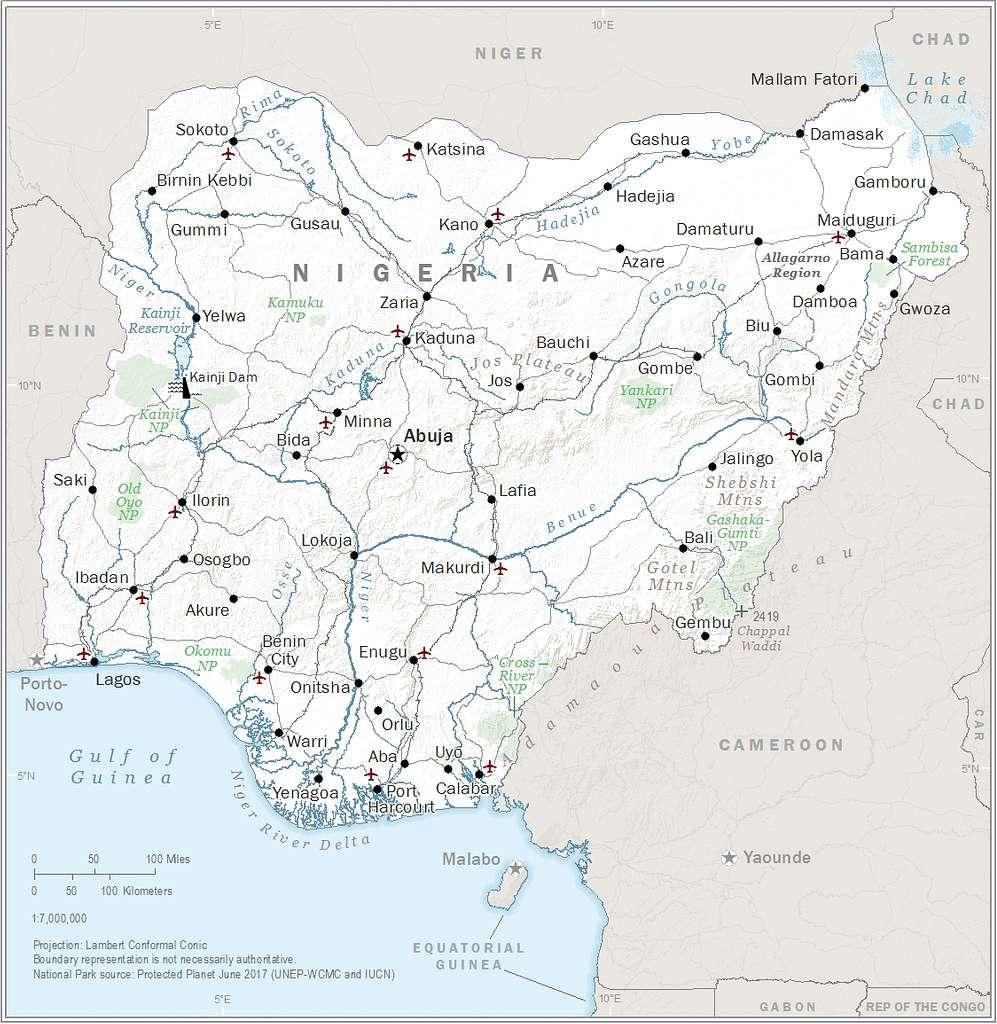 5°E
10°E
NIGER
CHAD
Lake
Chad
Mallam Fatori
Rima
Sokoto
Sokoto
Katsina
Gashua
Yobe
Damasak
Birnin Kebbi
Gamboru
Hadejia
Gummi
Gusau
Kano
Hadejia
Damaturu
Maiduguri
Azare
Allagarno
Region
Bama
Sambisa
Forest
NIGERIA
Niger
Kamuku
NP
Zaria
Gongola
Damboa
Gwoza
Kainji
Reservoir
Yelwa
BENIN
Kaduna
Kaduna
Bauchi
Biu
Jos Plateau
Jos
Gombe
Gombi
Mandara Mtns
10°N
10°N
Kainji Dam
Yankari
NP
CHAD
Kainji
NP
Minna
Abuja
Bida
Yola
Saki
Jalingo
Shebshi
Mtns
Old
Oyo
NP
Ilorin
Lafia
Benue
Gashaka-
Gumti
NP
Lokoja
Bali
Osogbo
Makurdi
Gotel
Mtns
Ibadan
Osse
Niger
Akure
Gembu
2419
Chappal
Waddi
Adamaoua Plateau
Benin
City
Enugu
Okomu
NP
Cross
River
NP
Lagos
Porto-
Novo
Onitsha
Orlu
CAMEROON
CAR
Gulf of
Guinea
Warri
Aba
Uyo
5°N
5°N
Yenagoa
Port
Harcourt
Calabar
Niger River Delta
Malabo
Yaounde
0 50 100 Miles
0 50 100 Kilometers
1:7,000,000
Projection: Lambert Conformal Conic
Boundary representation is not necessarily authoritative.
National Park source: Protected Planet June 2017 (UNEP-WCMC and IUCN)
EQUATORIAL
GUINEA
5°E
10°E
GABON
REP OF THE CONGO